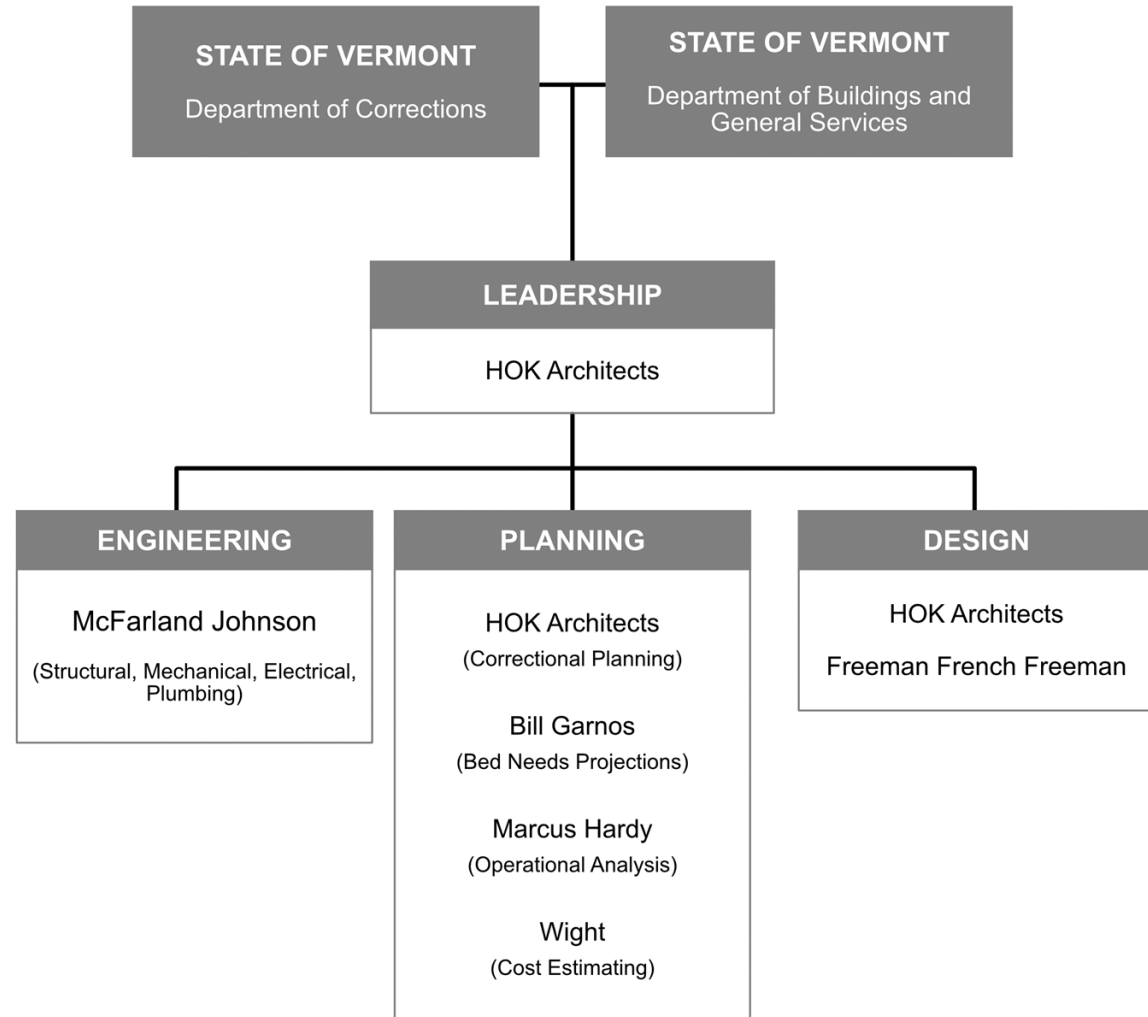 STATE OF VERMONT
Department of Corrections
STATE OF VERMONT
Department of Buildings and
General Services
LEADERSHIP
HOK Architects
ENGINEERING
McFarland Johnson
(Structural, Mechanical, Electrical,
Plumbing)
PLANNING
HOK Architects
(Correctional Planning)
Bill Garnos
(Bed Needs Projections)
Marcus Hardy
(Operational Analysis)
Wight
(Cost Estimating)
DESIGN
HOK Architects
Freeman French Freeman